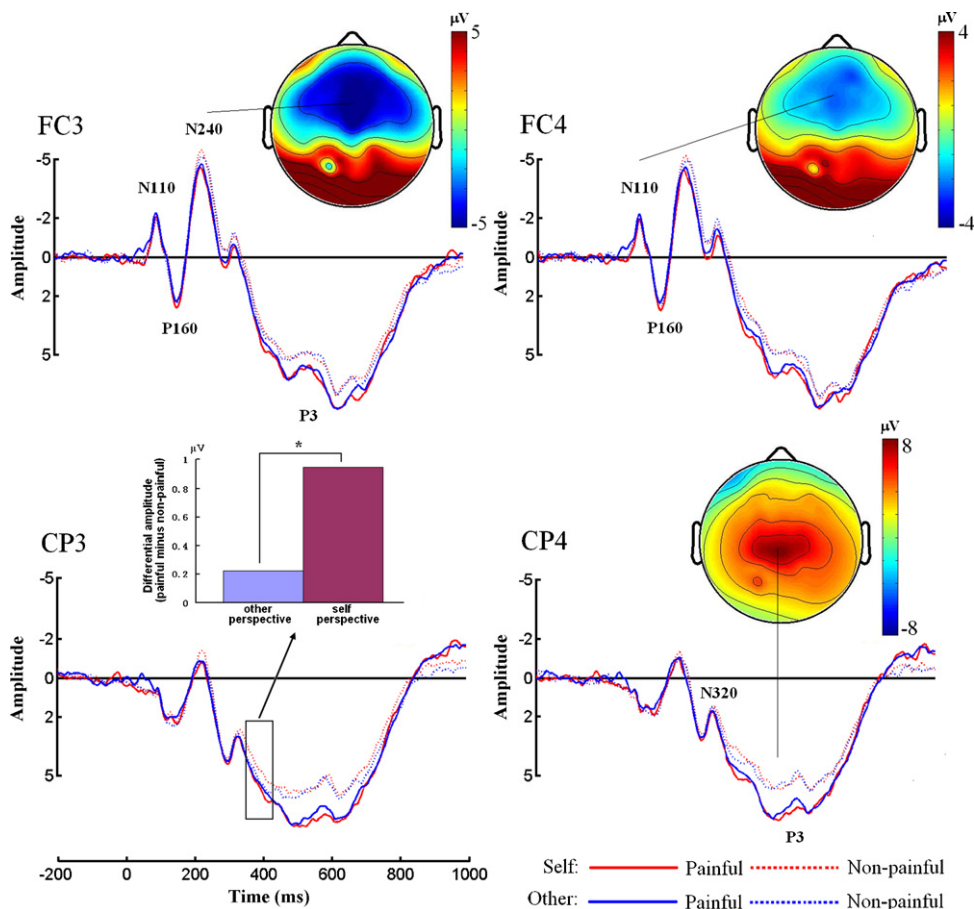 μV
5
-5
FC3
N240
-5
N110
-2
0
2
5
Amplitude
P160
P3
μV
4
-4
FC4
-5
N110
-2
0
2
5
Amplitude
P160
CP3
μV
1
0.8
0.6
0.4
0.2
0
*
Differential amplitude
(painful minus non-painful)
other
perspective
self
perspective
-5
-2
0
2
5
Amplitude
-200
0
200
400
600
800
1000
Time (ms)
CP4
μV
8
-8
-5
-2
0
2
5
Amplitude
N320
P3
Self: Painful Non-painful
Other: Painful Non-painful